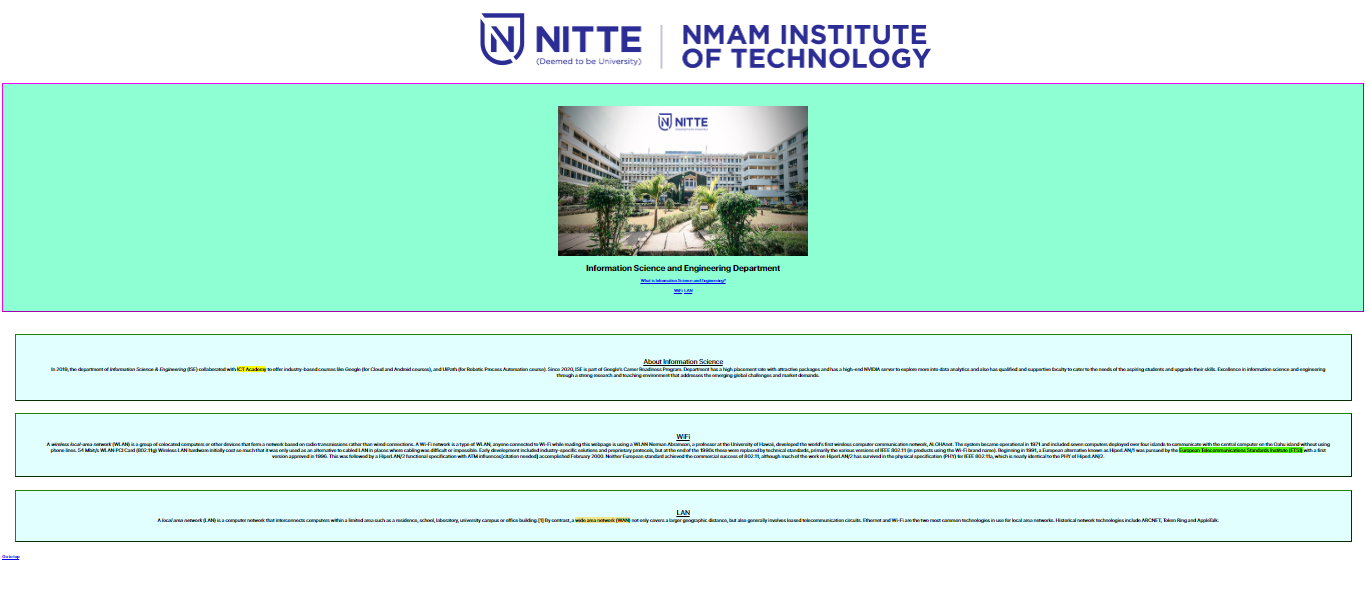 NITTE
(Deemed to be University)
NMAM INSTITUTE
OF TECHNOLOGY
NITTE
Information Science and Engineering Department
What is Information Science and Engineering?
WiFi LAN
About Information Science
In 2019, the department of Information Science & Engineering (ISE) collaborated with ICT Academy to offer industry-based courses like Google (for Cloud and Android courses), and UiPath (for Robotic Process Automation course). Since 2020, ISE is part of Google's Career Readiness Program. Department has a high placement rate with attractive packages and has a high-end NVIDIA server to explore more into data analytics and also has qualified and supportive faculty to cater to the needs of the aspiring students and upgrade their skills. Excellence in information science and engineering
through a strong research and teaching environment that addresses the emerging global challenges and market demands.
WiFi
A wireless local-area network (WLAN) is a group of colocated computers or other devices that form a network based on radio transmissions rather than wired connections. A Wi-Fi network is a type of WLAN; anyone connected to Wi-Fi while reading this webpage is using a WLAN Norman Abramson, a professor at the University of Hawaii, developed the world's first wireless computer communication network, ALOHAnet. The system became operational in 1971 and included seven computers deployed over four islands to communicate with the central computer on the Oahu island without using
phone lines. 54 Mbit/s WLAN PCI Card (802.11g) Wireless LAN hardware initially cost so much that it was only used as an alternative to cabled LAN in places where cabling was difficult or impossible. Early development included industry-specific solutions and proprietary protocols, but at the end of the 1990s these were replaced by technical standards, primarily the various versions of IEEE 802.11 (in products using the Wi-Fi brand name). Beginning in 1991, a European alternative known as HiperLAN/1 was pursued by the European Telecommunications Standards Institute (ETSI) with a first
version approved in 1996. This was followed by a HiperLAN/2 functional specification with ATM influences[citation needed] accomplished February 2000. Neither European standard achieved the commercial success of 802.11, although much of the work on HiperLAN/2 has survived in the physical specification (PHY) for IEEE 802.11a, which is nearly identical to the PHY of HiperLAN/2.
LAN
A local area network (LAN) is a computer network that interconnects computers within a limited area such as a residence, school, laboratory, university campus or office building.[1] By contrast, a wide area network (WAN) not only covers a larger geographic distance, but also generally involves leased telecommunication circuits. Ethernet and Wi-Fi are the two most common technologies in use for local area networks. Historical network technologies include ARCNET, Token Ring and AppleTalk.
Go to top